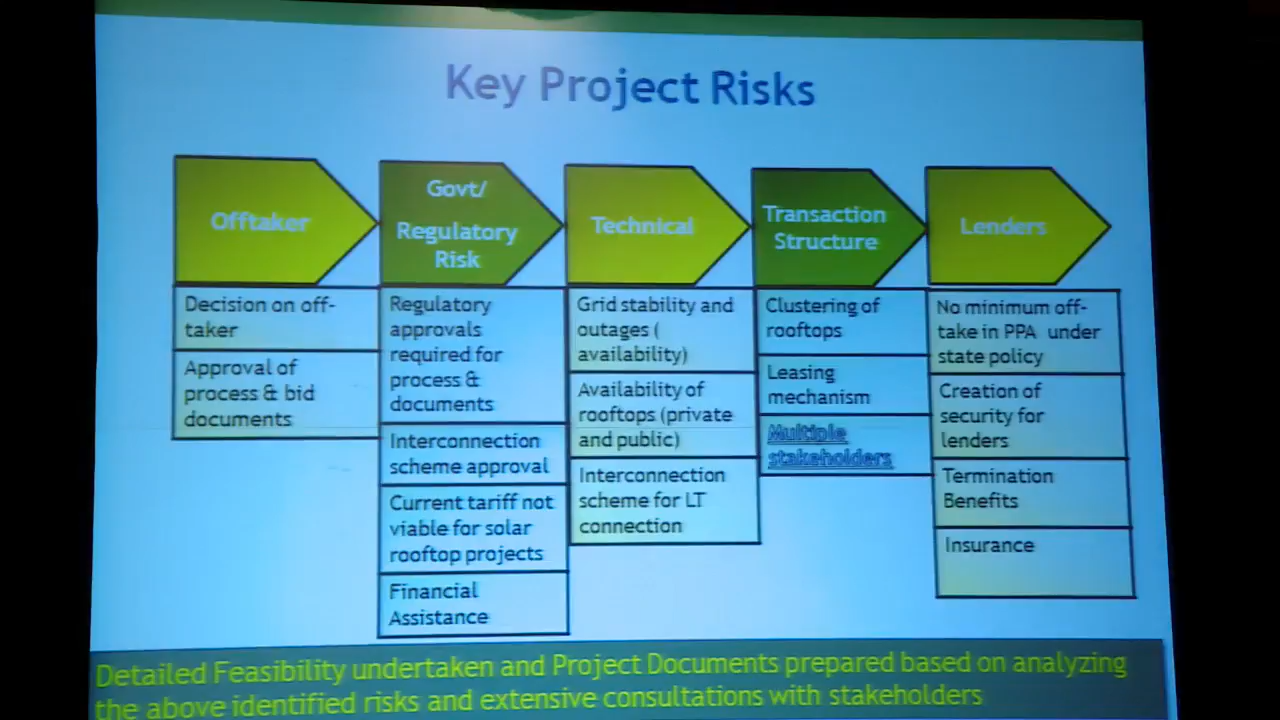 Key Project Risks
Offtaker
Decision on off-
taker
Approval of
process & bid
documents
Govt/
Regulatory
Risk
Regulatory
approvals
required for
process &
documents
Interconnection
scheme approval
Current tariff not
viable for solar
rooftop projects
Financial
Assistance
Technical
Grid stability and
outages (
availability)
Availability of
rooftops (private
and public)
Interconnection
scheme for LT
connection
Transaction
Structure
Clustering of
rooftops
Leasing
mechanism
Multiple
stakeholders
Lenders
No minimum off-
take in PPA under
state policy
Creation of
security for
lenders
Termination
Benefits
Insurance
Detailed Feasibility undertaken and Project Documents prepared based on analyzing
the above identified risks and extensive consultations with stakeholders